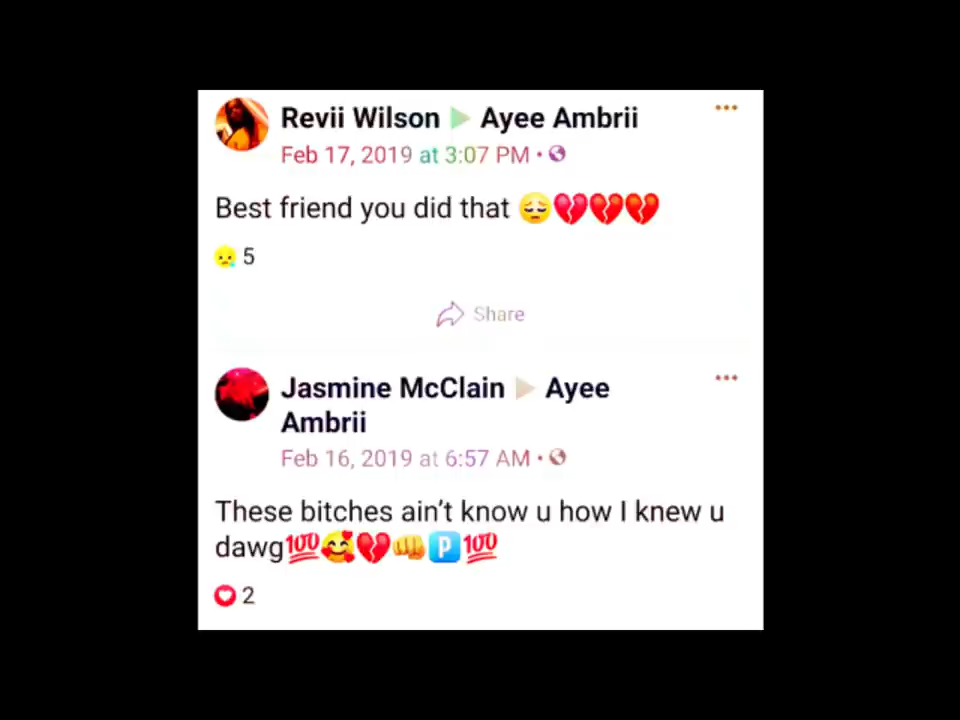 Revii Wilson ▶ Ayee Ambrii
Feb 17, 2019 at 3:07 PM •
Best friend you did that 😔💔💔💔
😢 5
Share
Jasmine McClain ▶ Ayee
Ambrii
Feb 16, 2019 at 6:57 AM •
These bitches ain't know u how I knew u
dawg💯🥰💔👊🅿️💯
2